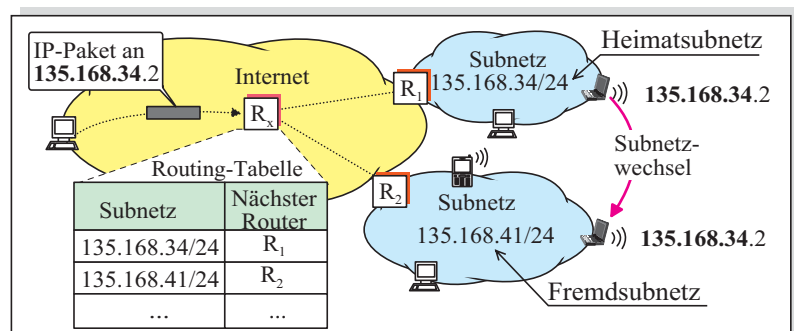 IP-Paket an
135.168.34.2
Internet
R₁
Rₓ
Subnetz
135.168.34/24
Heimatsubnetz
135.168.34.2
Subnetz-
wechsel
Routing-Tabelle
Subnetz
Nächster
Router
135.168.34/24
R₁
135.168.41/24
R₂
...
...
R₂
Subnetz
135.168.41/24
135.168.34.2
Fremdsubnetz